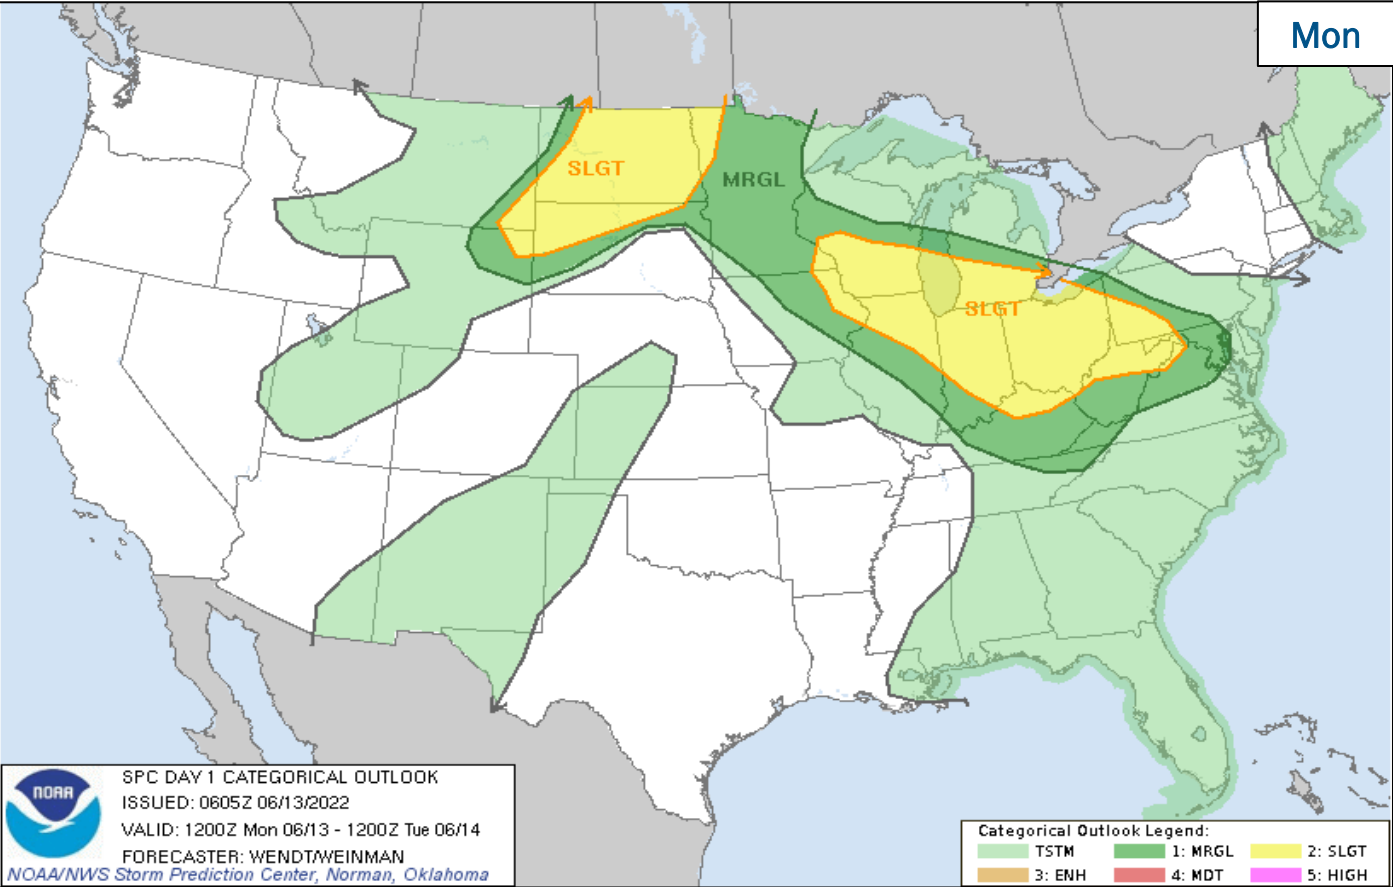 Mon
SLGT
MRGL
SLGT
NOAA
SPC DAY 1 CATEGORICAL OUTLOOK
ISSUED: 0605Z 06/13/2022
VALID: 1200Z Mon 06/13 - 1200Z Tue 06/14
FORECASTER: WENDT/WEINMAN
NOAA/NWS Storm Prediction Center, Norman, Oklahoma
Categorical Outlook Legend:
TSTM 1: MRGL 2: SLGT
3: ENH 4: MDT 5: HIGH